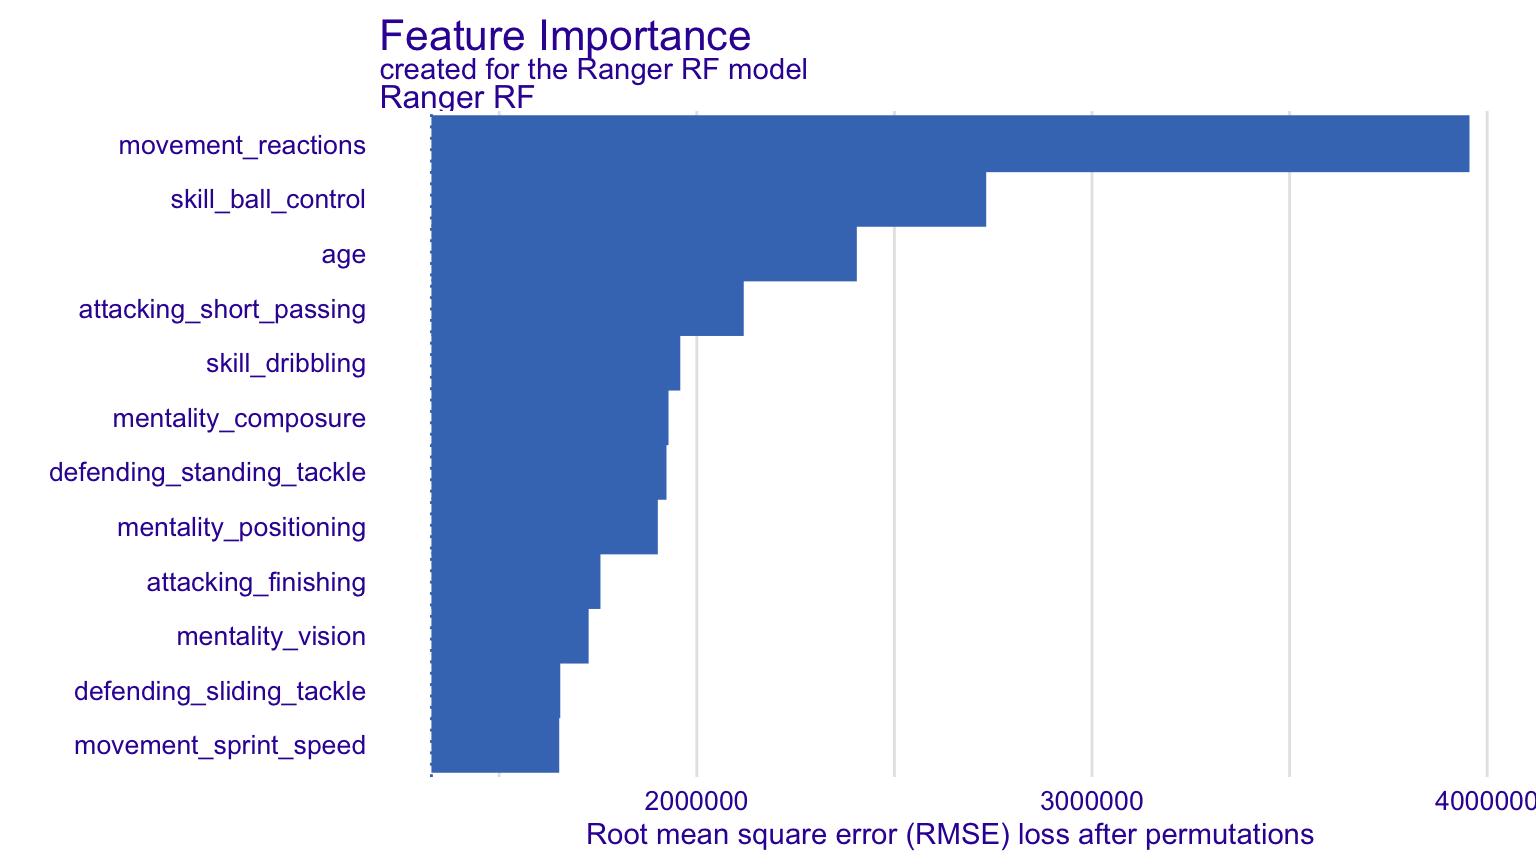 Feature Importance
created for the Ranger RF model
Ranger RF
movement_reactions
skill_ball_control
age
attacking_short_passing
skill_dribbling
mentality_composure
defending_standing_tackle
mentality_positioning
attacking_finishing
mentality_vision
defending_sliding_tackle
movement_sprint_speed
2000000 3000000 4000000
Root mean square error (RMSE) loss after permutations